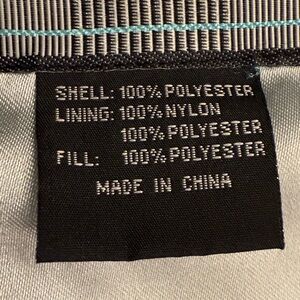 SHELL: 100% POLYESTER
LINING: 100% NYLON
100% POLYESTER
FILL: 100% POLYESTER
MADE IN CHINA